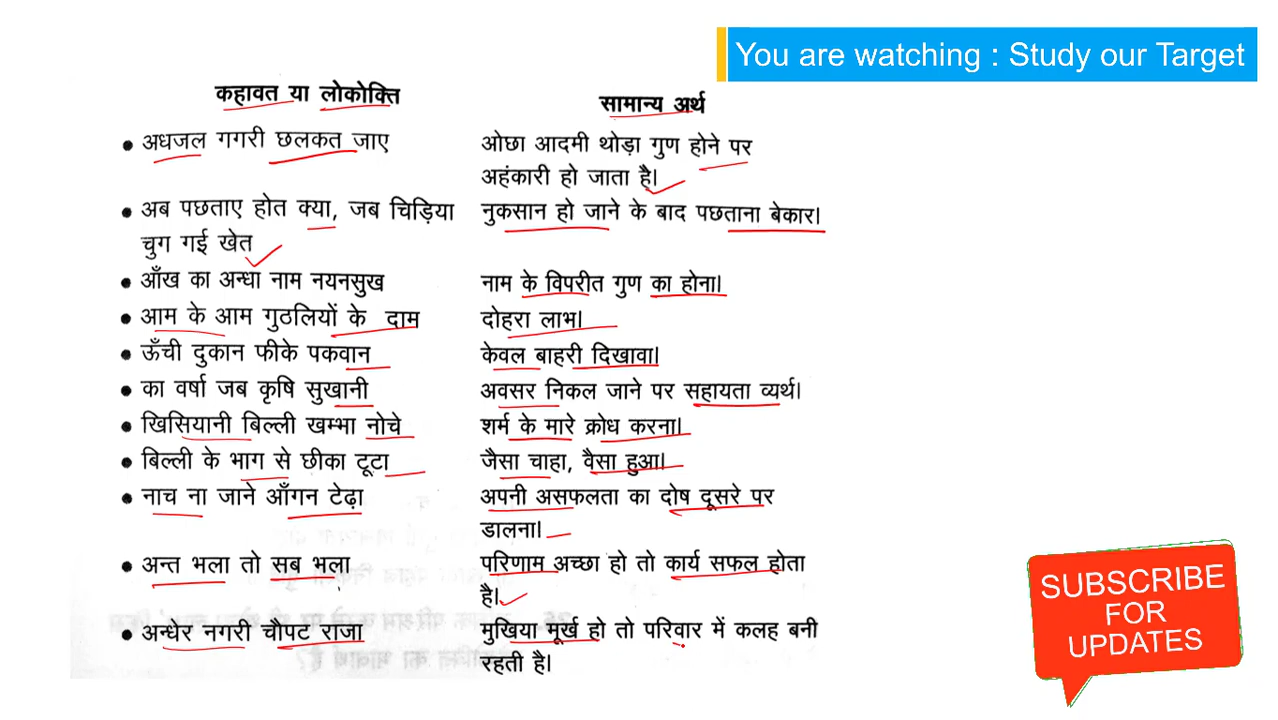 You are watching : Study our Target
कहावत या लोकोक्ति
सामान्य अर्थ
• अधजल गगरी छलकत जाए
ओछा आदमी थोड़ा गुण होने पर
अहंकारी हो जाता है।
• अब पछताए होत क्या, जब चिड़िया
चुग गई खेत
नुकसान हो जाने के बाद पछताना बेकार।
• आँख का अन्धा नाम नयनसुख
नाम के विपरीत गुण का होना।
• आम के आम गुठलियों के दाम
दोहरा लाभ।
• ऊँची दुकान फीके पकवान
केवल बाहरी दिखावा।
• का वर्षा जब कृषि सुखानी
अवसर निकल जाने पर सहायता व्यर्थ।
• खिसियानी बिल्ली खम्भा नोचे
शर्म के मारे क्रोध करना।
• बिल्ली के भाग से छीका टूटा
जैसा चाहा, वैसा हुआ।
• नाच ना जाने आँगन टेढ़ा
अपनी असफलता का दोष दूसरे पर
डालना।
• अन्त भला तो सब भला
परिणाम अच्छा हो तो कार्य सफल होता
है।
• अन्धेर नगरी चौपट राजा
मुखिया मूर्ख हो तो परिवार में कलह बनी
रहती है।
SUBSCRIBE
FOR
UPDATES